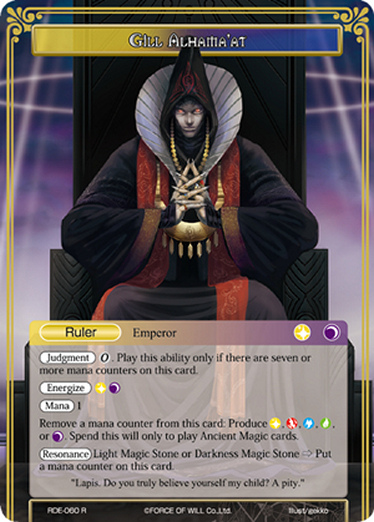 Gill Alhama'at
Ruler Emperor
Judgment 0. Play this ability only if there are seven or
more mana counters on this card.
Energize
Mana 1
Remove a mana counter from this card: Produce , , , ,
or . Spend this will only to play Ancient Magic cards.
Resonance Light Magic Stone or Darkness Magic Stone ⇨ Put
a mana counter on this card.
"Lapis. Do you truly believe yourself my child? A pity."
RDE-060 R ©FORCE OF WILL Co.,Ltd. Illust/gekko